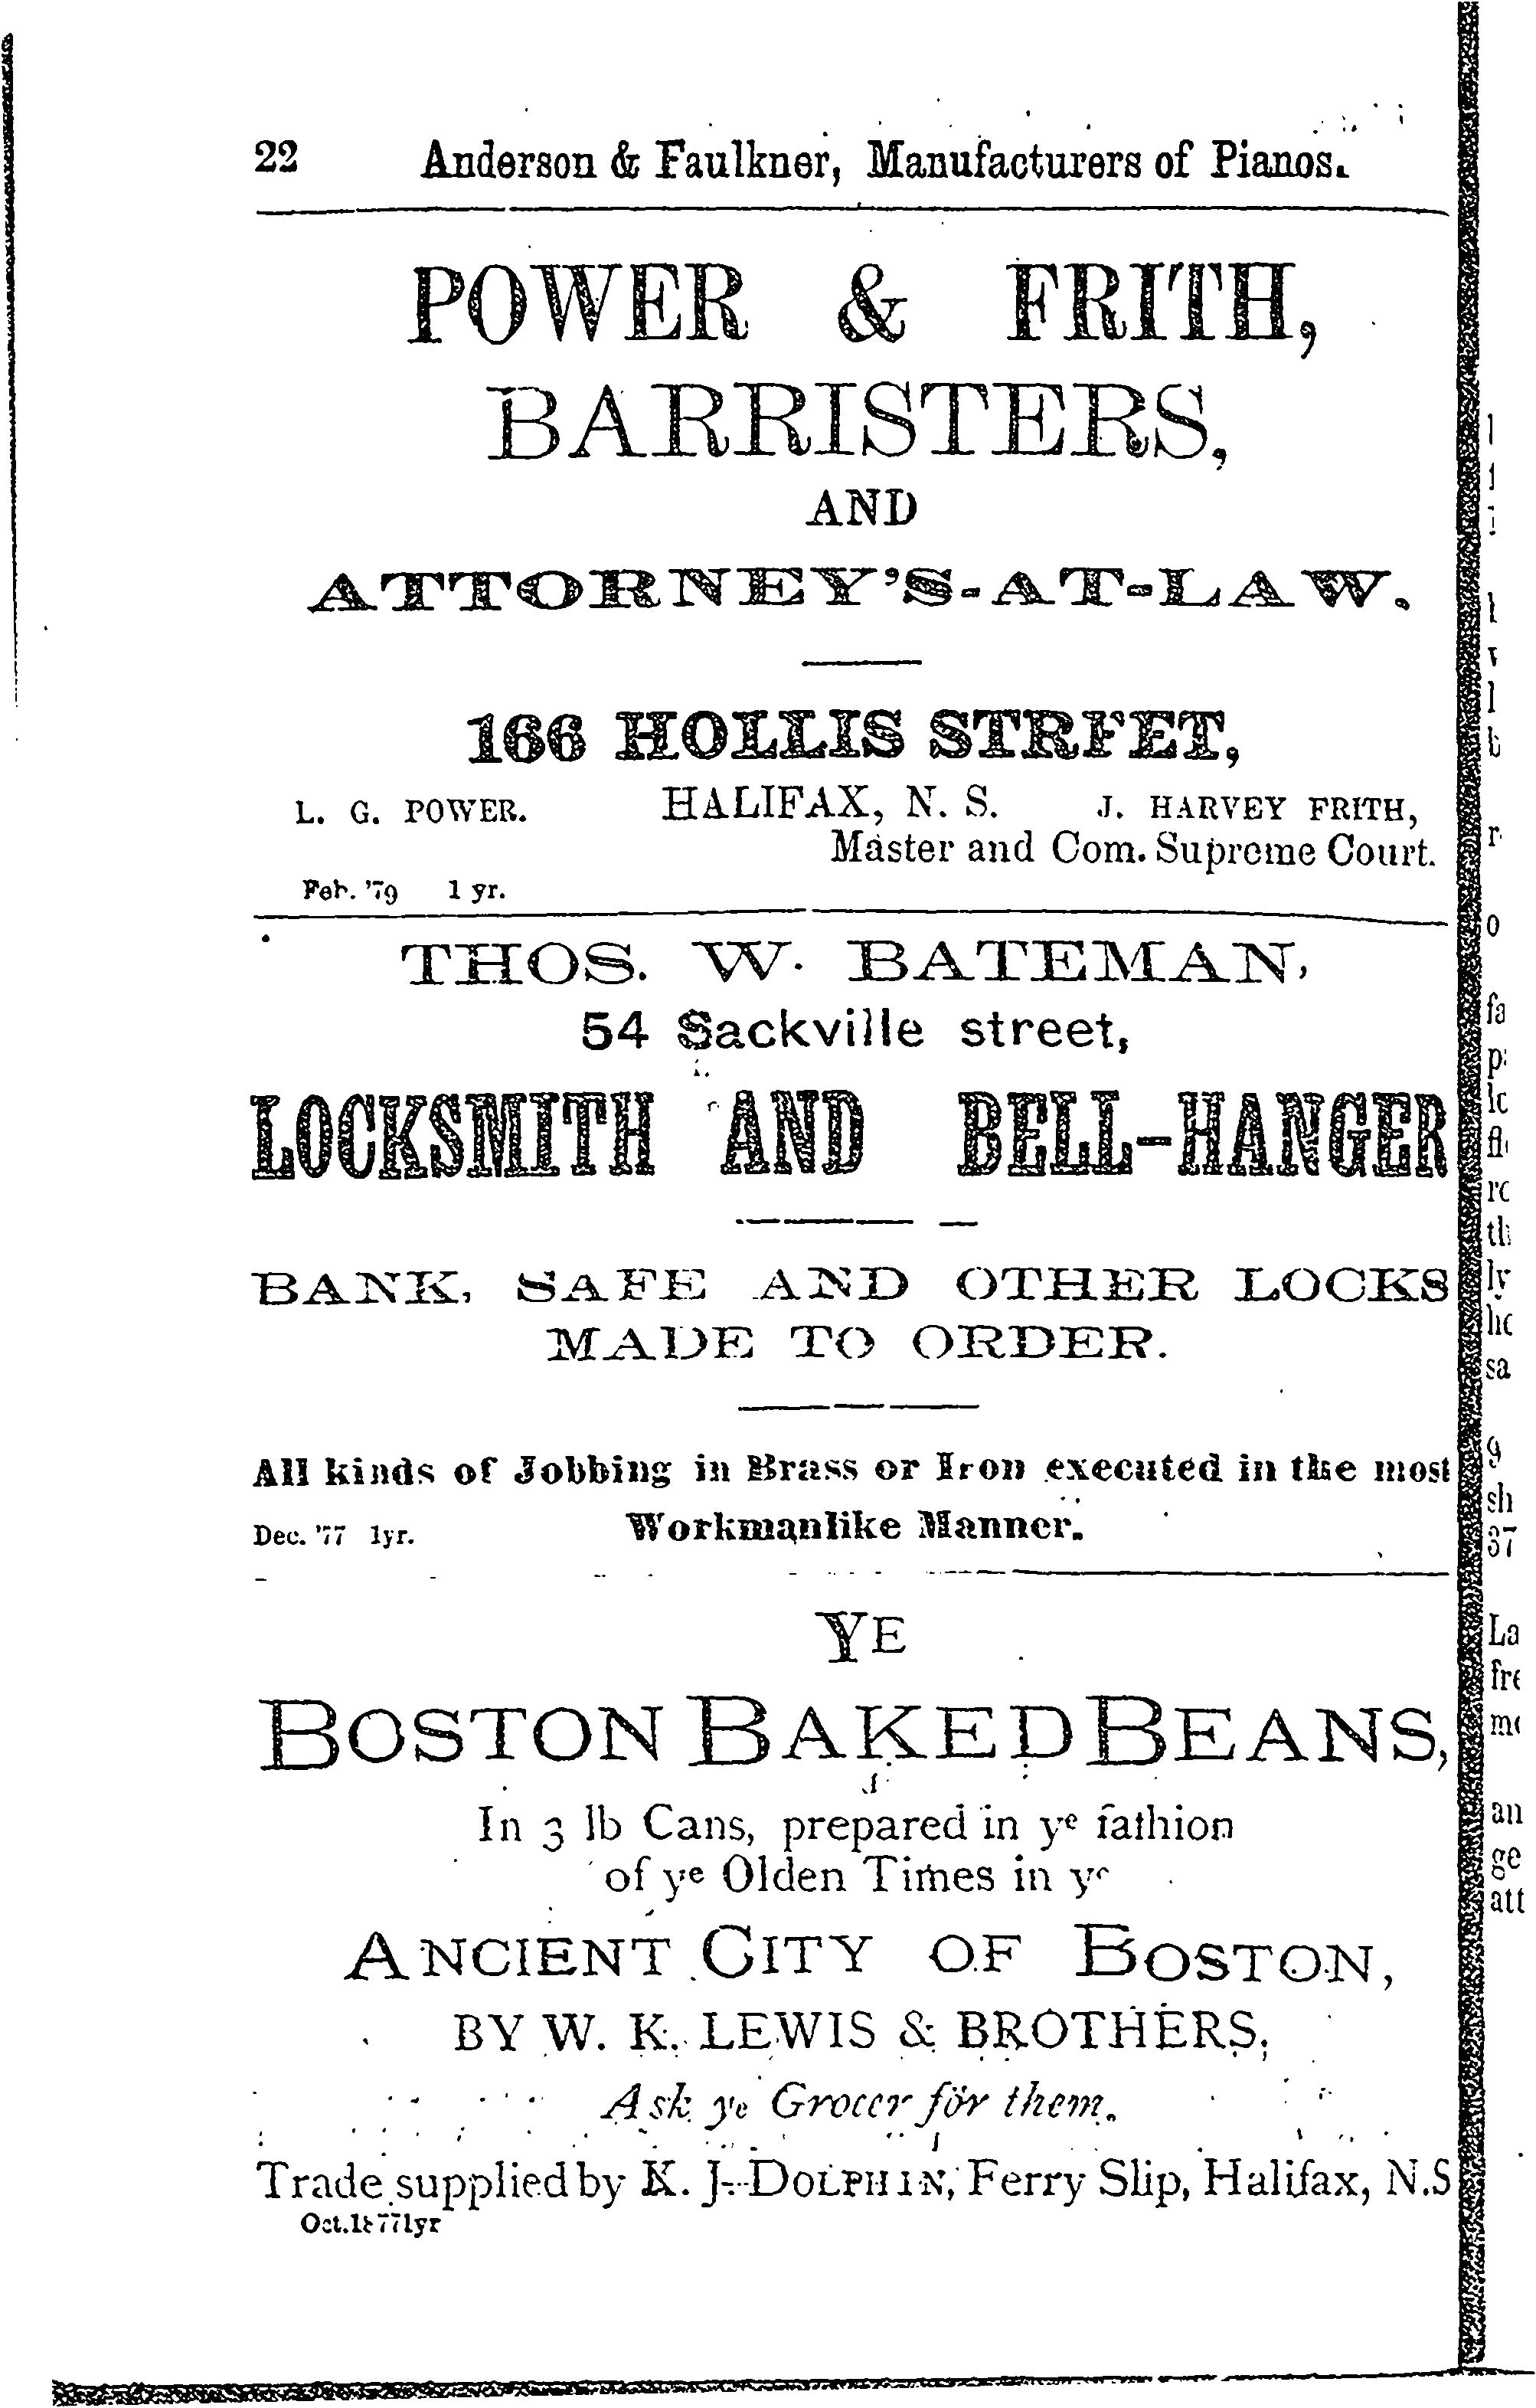 22 Anderson & Faulkner, Manufacturers of Pianos.
POWER & FRITH,
BARRISTERS,
AND
ATTORNEY'S-AT-LAW.
166 HOLLIS STREET,
L. G. POWER. HALIFAX, N. S. J. HARVEY FRITH,
Master and Com. Supreme Court.
Feb. '79 1 yr.
THOS. W. BATEMAN,
54 Sackville street,
LOCKSMITH AND BELL-HANGER
BANK, SAFE AND OTHER LOCKS
MADE TO ORDER.
All kinds of Jobbing in Brass or Iron executed in the most
Dec. '77 1yr. Workmanlike Manner.
YE
BOSTON BAKED BEANS,
In 3 lb Cans, prepared in ye fathion
of ye Olden Times in ye
ANCIENT CITY OF BOSTON,
BY W. K. LEWIS & BROTHERS,
Ask ye Grocer for them.
Trade supplied by K. J. DOLPHIN, Ferry Slip, Halifax, N.S
Oct. 1877 1yr